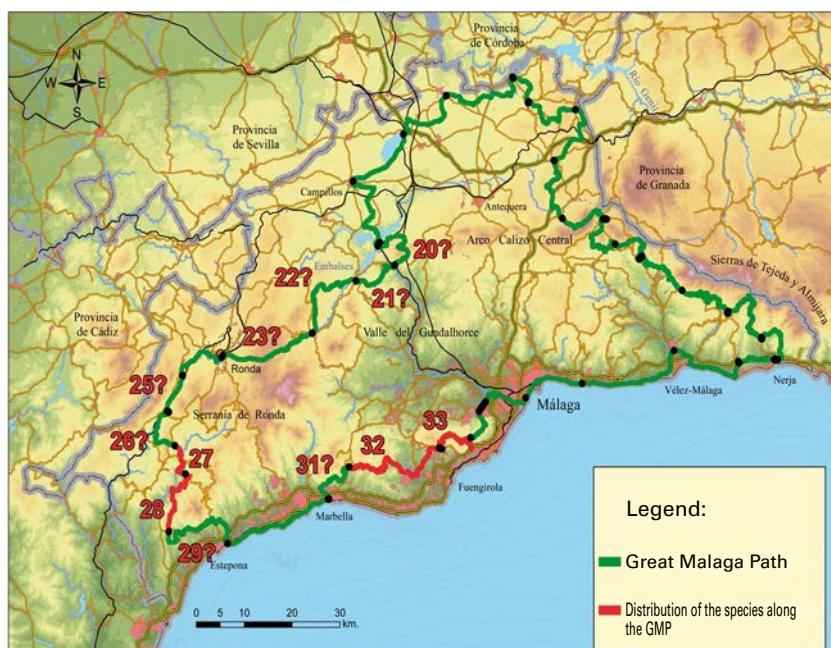 Provincia
de Córdoba
N
W E
S
Río Genil
Provincia
de Sevilla
Provincia
de Granada
Campillos
Antequera
Arco Calizo Central
20?
Sierras de Tejeda y Almijara
22?
Embalses
21?
Provincia
de Cádiz
23?
Valle del Guadalhorce
Ronda
25?
Serranía de Ronda
Málaga
Vélez-Málaga
Nerja
26?
27
31?
32
33
Fuengirola
28
Marbella
29?
Estepona
0 5 10 20 30
km.
Legend:
Great Malaga Path
Distribution of the species along
the GMP